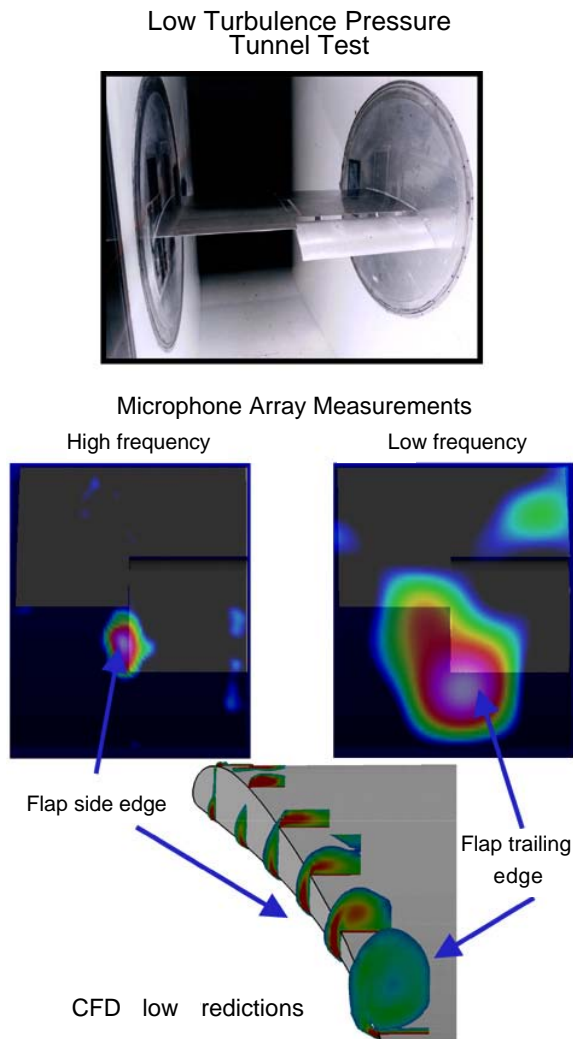 Low Turbulence Pressure
Tunnel Test
Microphone Array Measurements
High frequency
Low frequency
Flap side edge
Flap trailing
edge
CFD low redictions